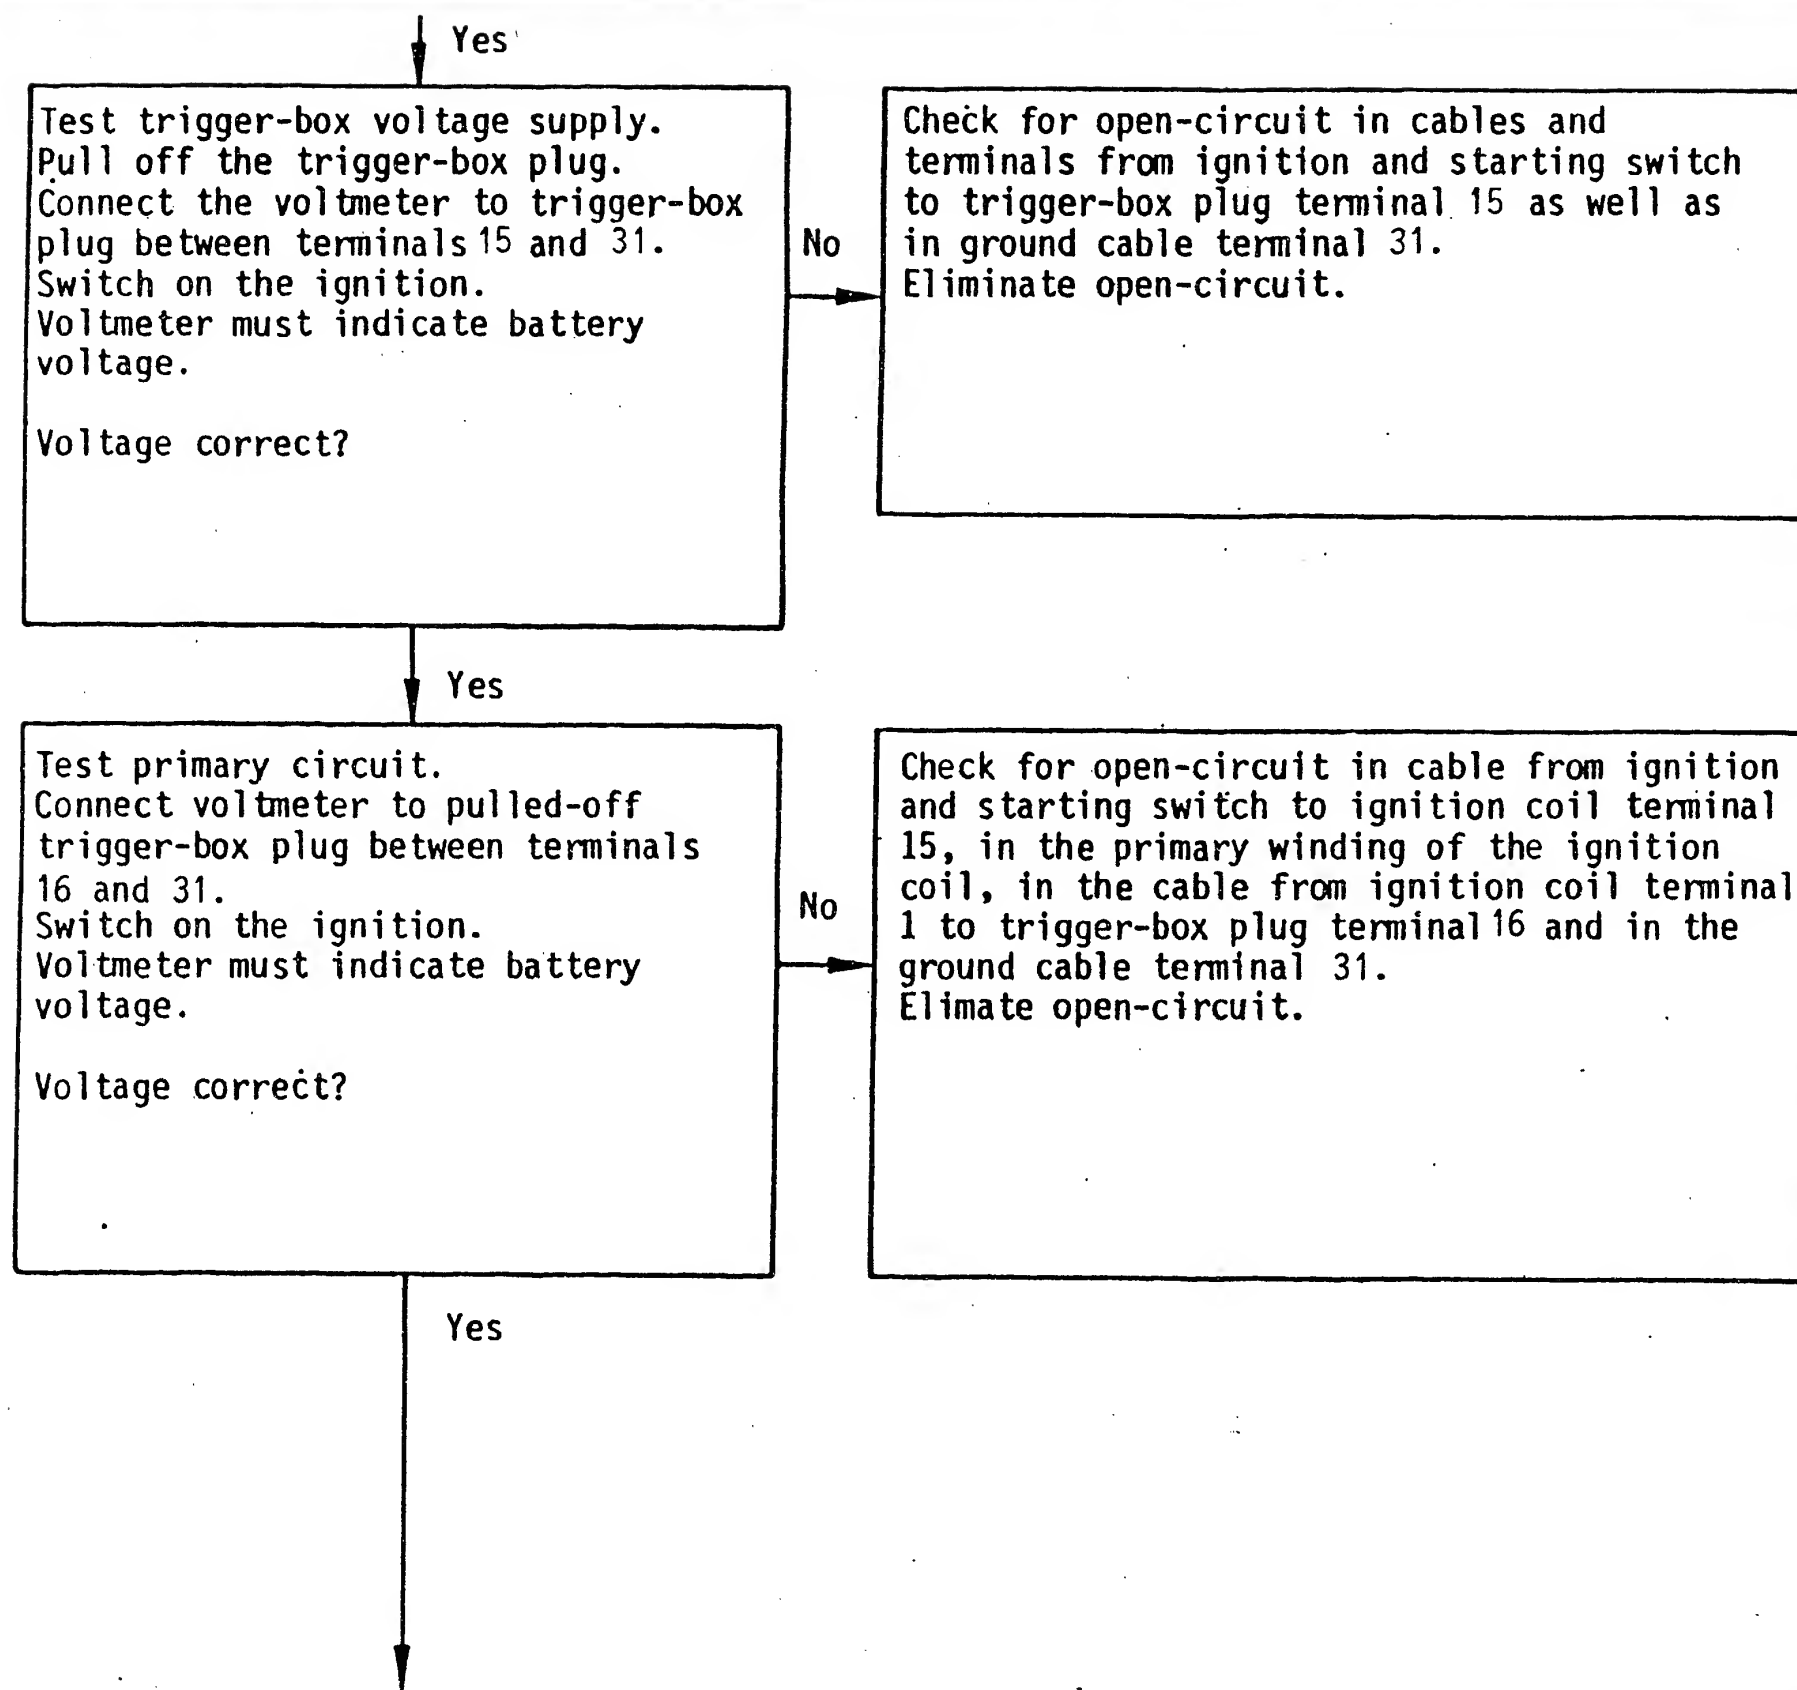 Yes
Test trigger-box voltage supply.
Pull off the trigger-box plug.
Connect the voltmeter to trigger-box
plug between terminals 15 and 31.
Switch on the ignition.
Voltmeter must indicate battery
voltage.
Voltage correct?
No
Check for open-circuit in cables and
terminals from ignition and starting switch
to trigger-box plug terminal 15 as well as
in ground cable terminal 31.
Eliminate open-circuit.
Yes
Test primary circuit.
Connect voltmeter to pulled-off
trigger-box plug between terminals
16 and 31.
Switch on the ignition.
Voltmeter must indicate battery
voltage.
Voltage correct?
No
Check for open-circuit in cable from ignition
and starting switch to ignition coil terminal
15, in the primary winding of the ignition
coil, in the cable from ignition coil terminal
1 to trigger-box plug terminal 16 and in the
ground cable terminal 31.
Elimate open-circuit.
Yes